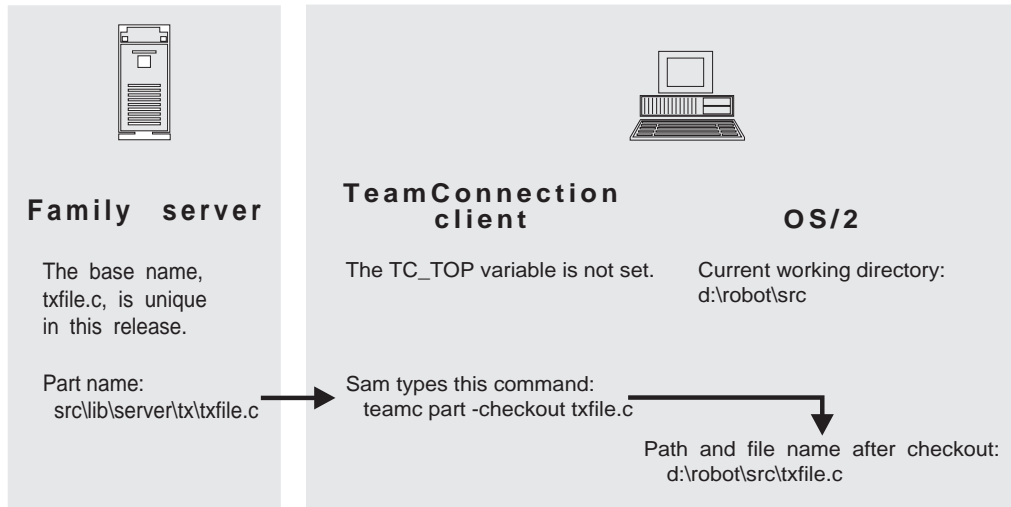 Family server
The base name,
txfile.c, is unique
in this release.
Part name:
src\lib\server\tx\txfile.c
TeamConnection
client
The TC_TOP variable is not set.
Sam types this command:
teamc part -checkout txfile.c
OS/2
Current working directory:
d:\robot\src
Path and file name after checkout:
d:\robot\src\txfile.c